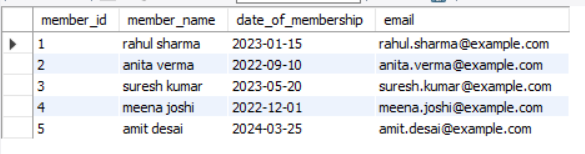 member_id member_name date_of_membership email
1 rahul sharma 2023-01-15 rahul.sharma@example.com
2 anita verma 2022-09-10 anita.verma@example.com
3 suresh kumar 2023-05-20 suresh.kumar@example.com
4 meena joshi 2022-12-01 meena.joshi@example.com
5 amit desai 2024-03-25 amit.desai@example.com